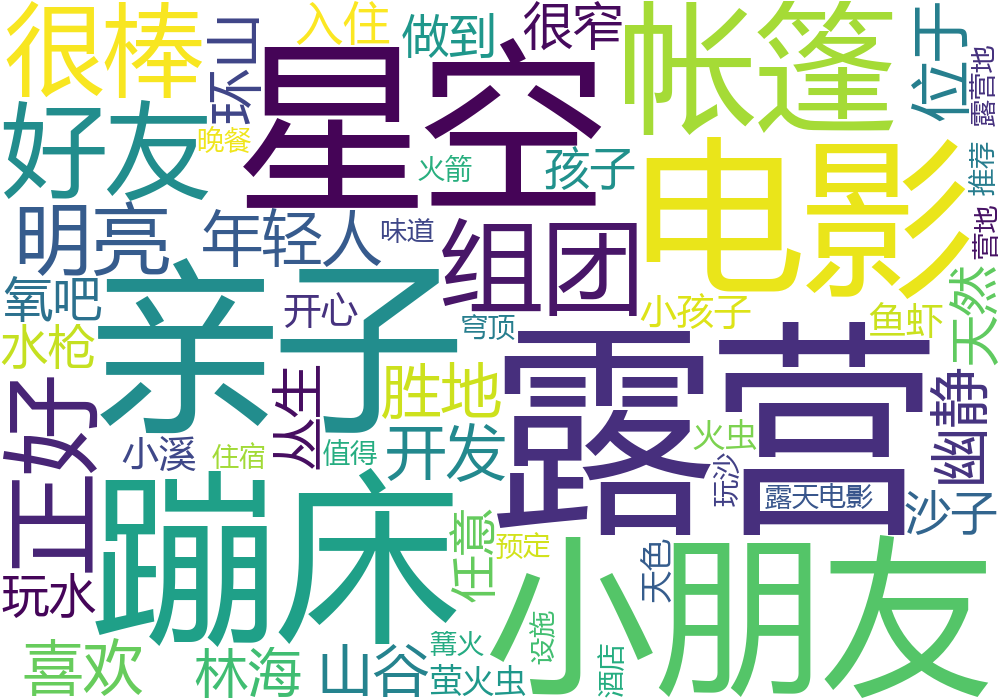 很棒
环山
入住
做到
很窄
帐篷
位于
露营地
星空
好友
晚餐
火箭
孩子
电影
推荐
明亮
年轻人
味道
组团
营地
亲子
氧吧
开心
穹顶
小孩子
鱼虾
天然
水枪
正好
丛生
胜地
露营
幽静
小溪
住宿
值得
开发
火虫
玩沙
露天电影
沙子
蹦床
任意
预定
天色
小朋友
玩水
喜欢
林海
山谷
篝火
萤火虫
设施
酒店